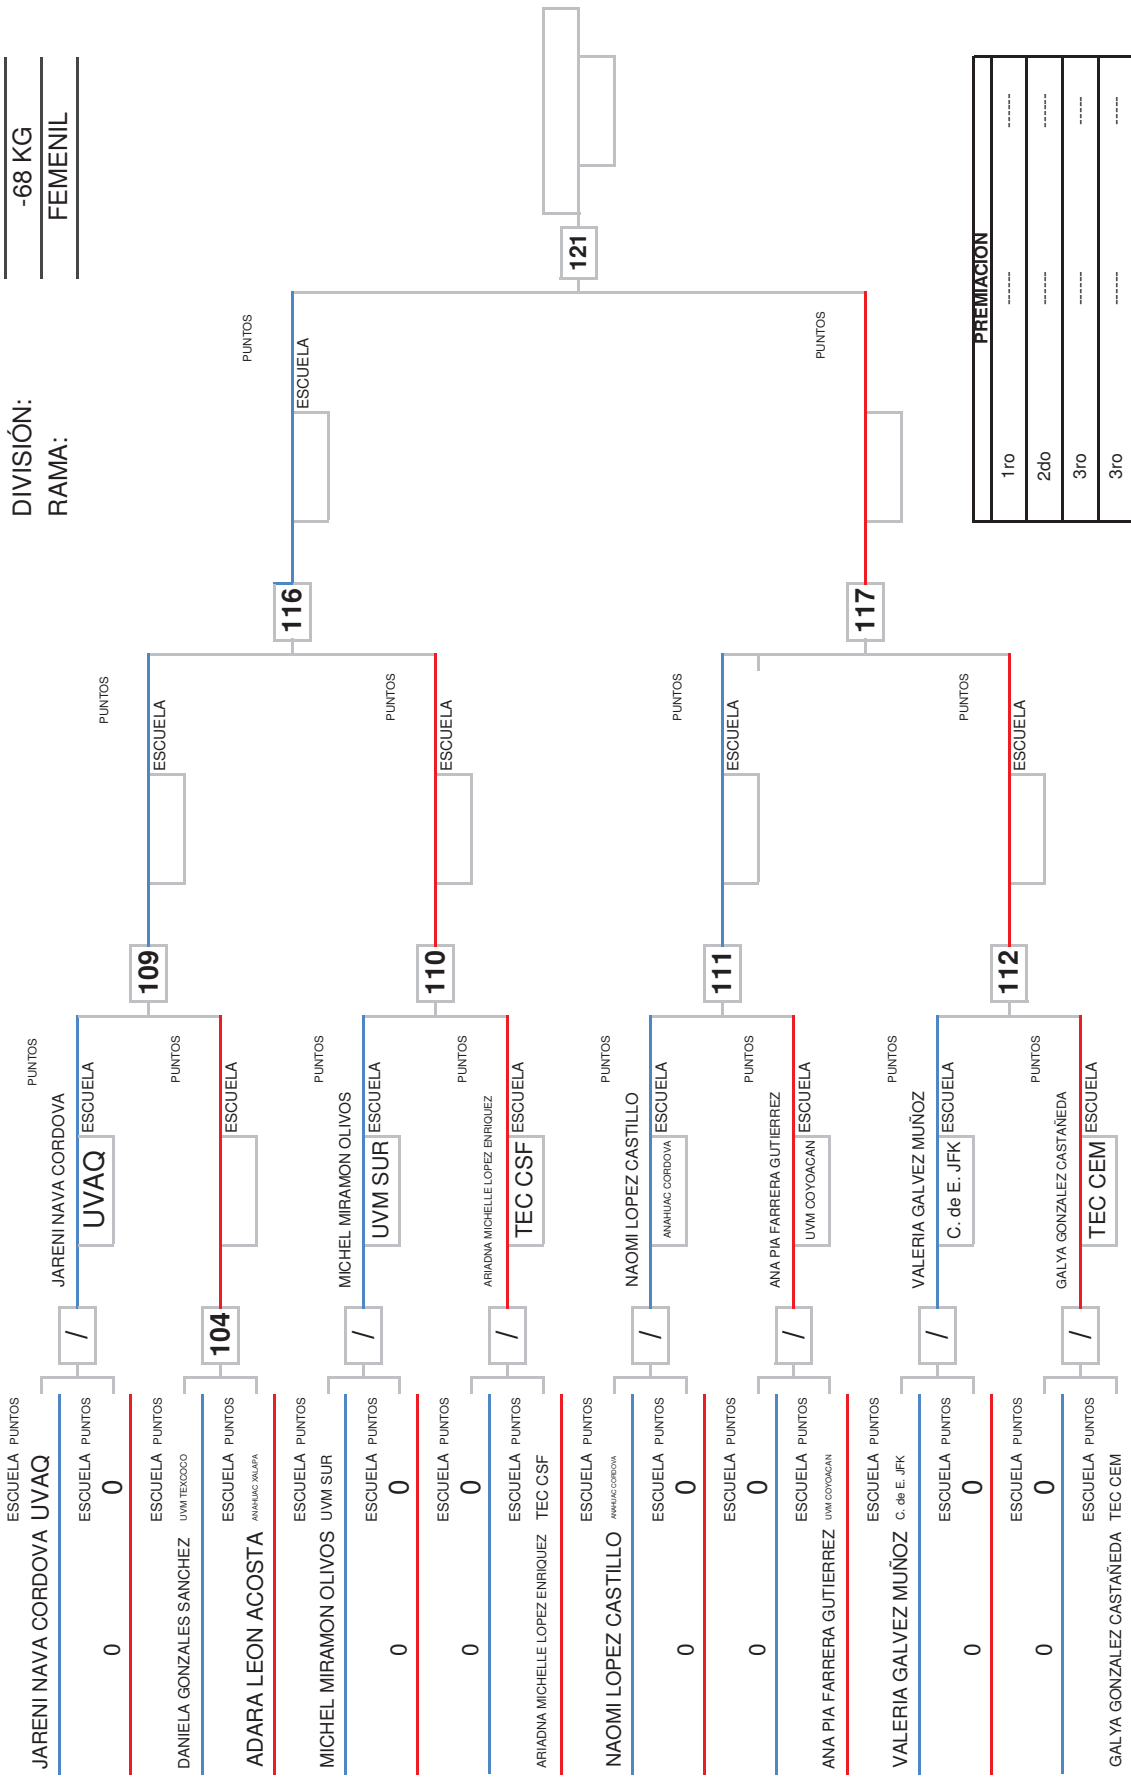 DIVISIÓN: -68 KG
RAMA: FEMENIL
ESCUELA PUNTOS
JARENI NAVA CORDOVA UVAQ
ESCUELA PUNTOS
0 0
ESCUELA PUNTOS
DANIELA GONZALES SANCHEZ UVM TEXCOCO
ESCUELA PUNTOS
ADARA LEON ACOSTA ANAHUAC XALAPA
ESCUELA PUNTOS
MICHEL MIRAMON OLIVOS UVM SUR
ESCUELA PUNTOS
0 0
ESCUELA PUNTOS
0 0
ESCUELA PUNTOS
ARIADNA MICHELLE LOPEZ ENRIQUEZ TEC CSF
ESCUELA PUNTOS
NAOMI LOPEZ CASTILLO ANAHUAC CORDOVA
ESCUELA PUNTOS
0 0
ESCUELA PUNTOS
0 0
ESCUELA PUNTOS
ANA PIA FARRERA GUTIERREZ UVM COYOACAN
ESCUELA PUNTOS
VALERIA GALVEZ MUÑOZ C. de E. JFK
ESCUELA PUNTOS
0 0
ESCUELA PUNTOS
0 0
ESCUELA PUNTOS
GALYA GONZALEZ CASTAÑEDA TEC CEM
/
104
/
/
/
/
/
/
PUNTOS
JARENI NAVA CORDOVA
ESCUELA
UVAQ
PUNTOS
ESCUELA
PUNTOS
MICHEL MIRAMON OLIVOS
ESCUELA
UVM SUR
PUNTOS
ARIADNA MICHELLE LOPEZ ENRIQUEZ
ESCUELA
TEC CSF
PUNTOS
NAOMI LOPEZ CASTILLO
ESCUELA
ANAHUAC CORDOVA
PUNTOS
ANA PIA FARRERA GUTIERREZ
ESCUELA
UVM COYOACAN
PUNTOS
VALERIA GALVEZ MUÑOZ
ESCUELA
C. de E. JFK
PUNTOS
GALYA GONZALEZ CASTAÑEDA
ESCUELA
TEC CEM
109
110
111
112
PUNTOS
ESCUELA
PUNTOS
ESCUELA
PUNTOS
ESCUELA
PUNTOS
ESCUELA
116
117
PUNTOS
ESCUELA
PUNTOS
121
PREMIACION
1ro ------ ------
2do ------ ------
3ro ------ ------
3ro ------ ------